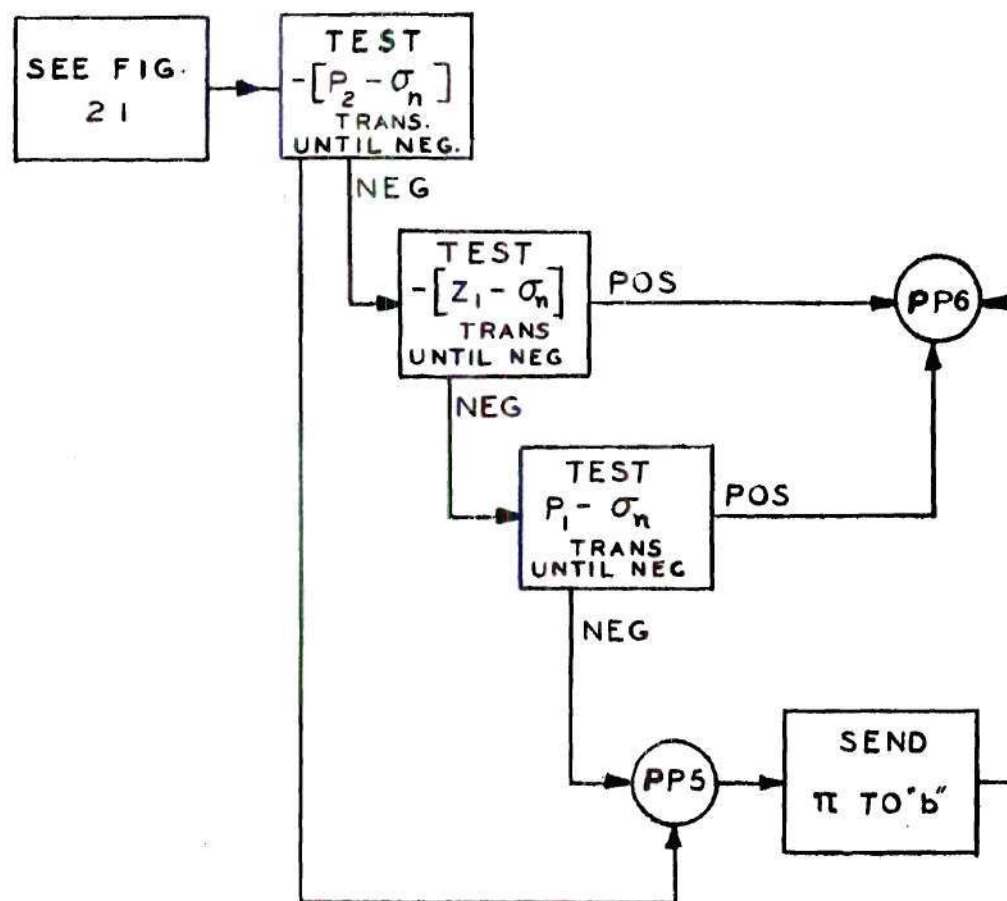 SEE FIG.
21
TEST
-[P₂ - σₙ]
TRANS.
UNTIL NEG.
NEG
TEST
-[Z₁ - σₙ]
TRANS
UNTIL NEG
POS
PP6
NEG
TEST
P₁ - σₙ
TRANS
UNTIL NEG
POS
NEG
PP5
SEND
π TO "b"